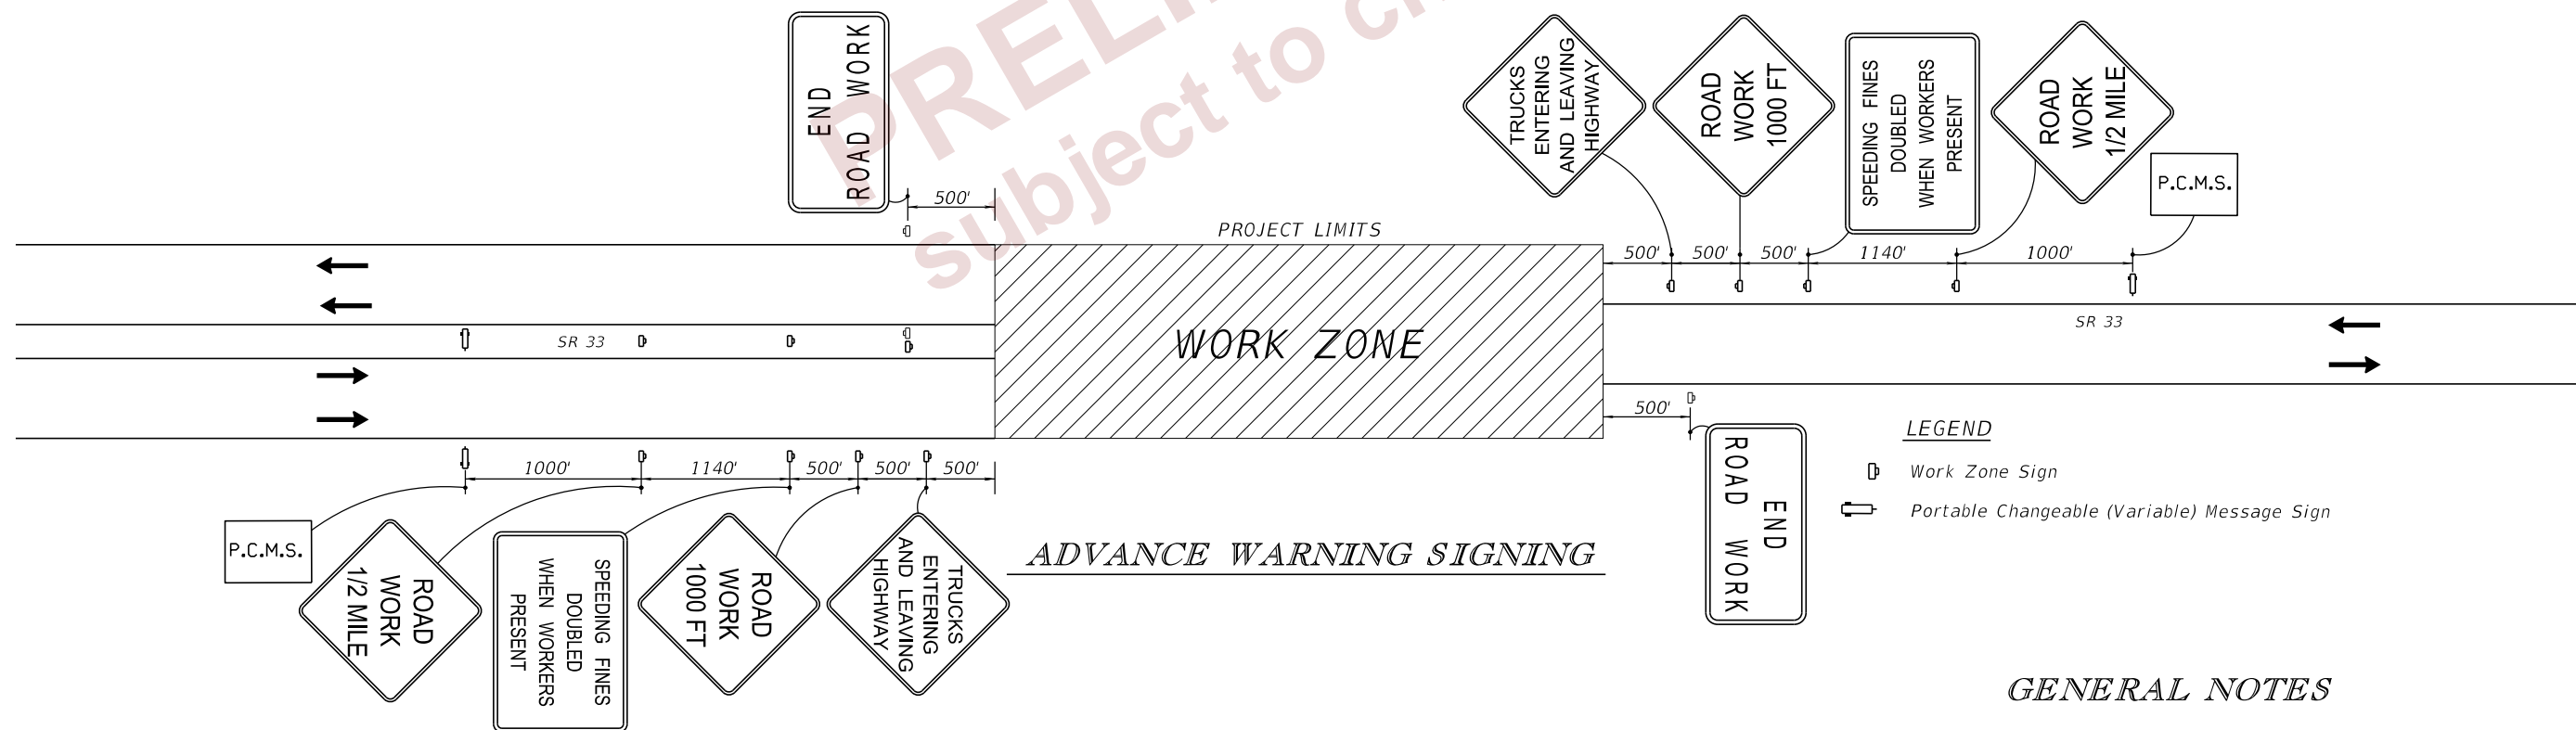 PRELI
subject to c
END
ROAD WORK
500'
TRUCKS
ENTERING
AND LEAVING
HIGHWAY
ROAD
WORK
1000 FT
SPEEDING FINES
DOUBLED
WHEN WORKERS
PRESENT
ROAD
WORK
1/2 MILE
P.C.M.S.
PROJECT LIMITS
500' 500' 500' 1140' 1000'
SR 33
WORK ZONE
SR 33
1000' 1140' 500' 500' 500'
500'
P.C.M.S.
ROAD
WORK
1/2 MILE
SPEEDING FINES
DOUBLED
WHEN WORKERS
PRESENT
ROAD
WORK
1000 FT
TRUCKS
ENTERING
AND LEAVING
HIGHWAY
ADVANCE WARNING SIGNING
END
ROAD WORK
LEGEND
Work Zone Sign
Portable Changeable (Variable) Message Sign
GENERAL NOTES